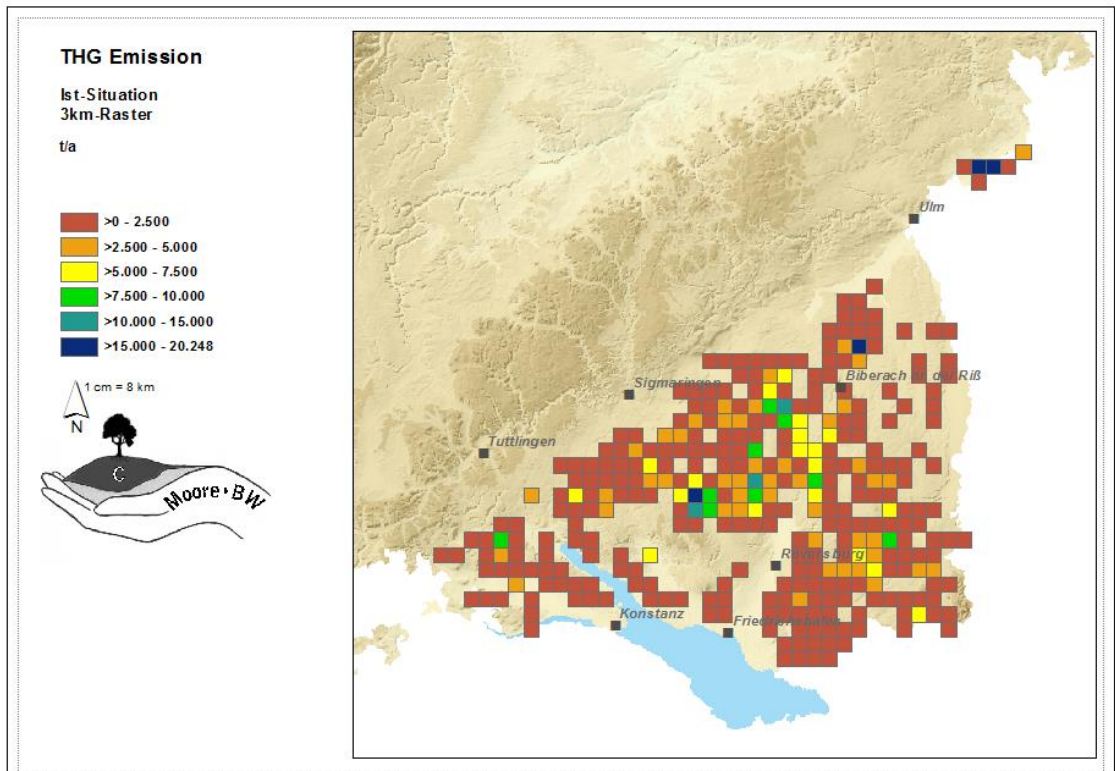 THG Emission
Ist-Situation
3km-Raster
t/a
>0 - 2.500
>2.500 - 5.000
>5.000 - 7.500
>7.500 - 10.000
>10.000 - 15.000
>15.000 - 20.248
1 cm = 8 km
N
C
Moore·BW
Ulm
Biberach an der Riß
Sigmaringen
Tuttlingen
Ravensburg
Konstanz
Friedrichshafen